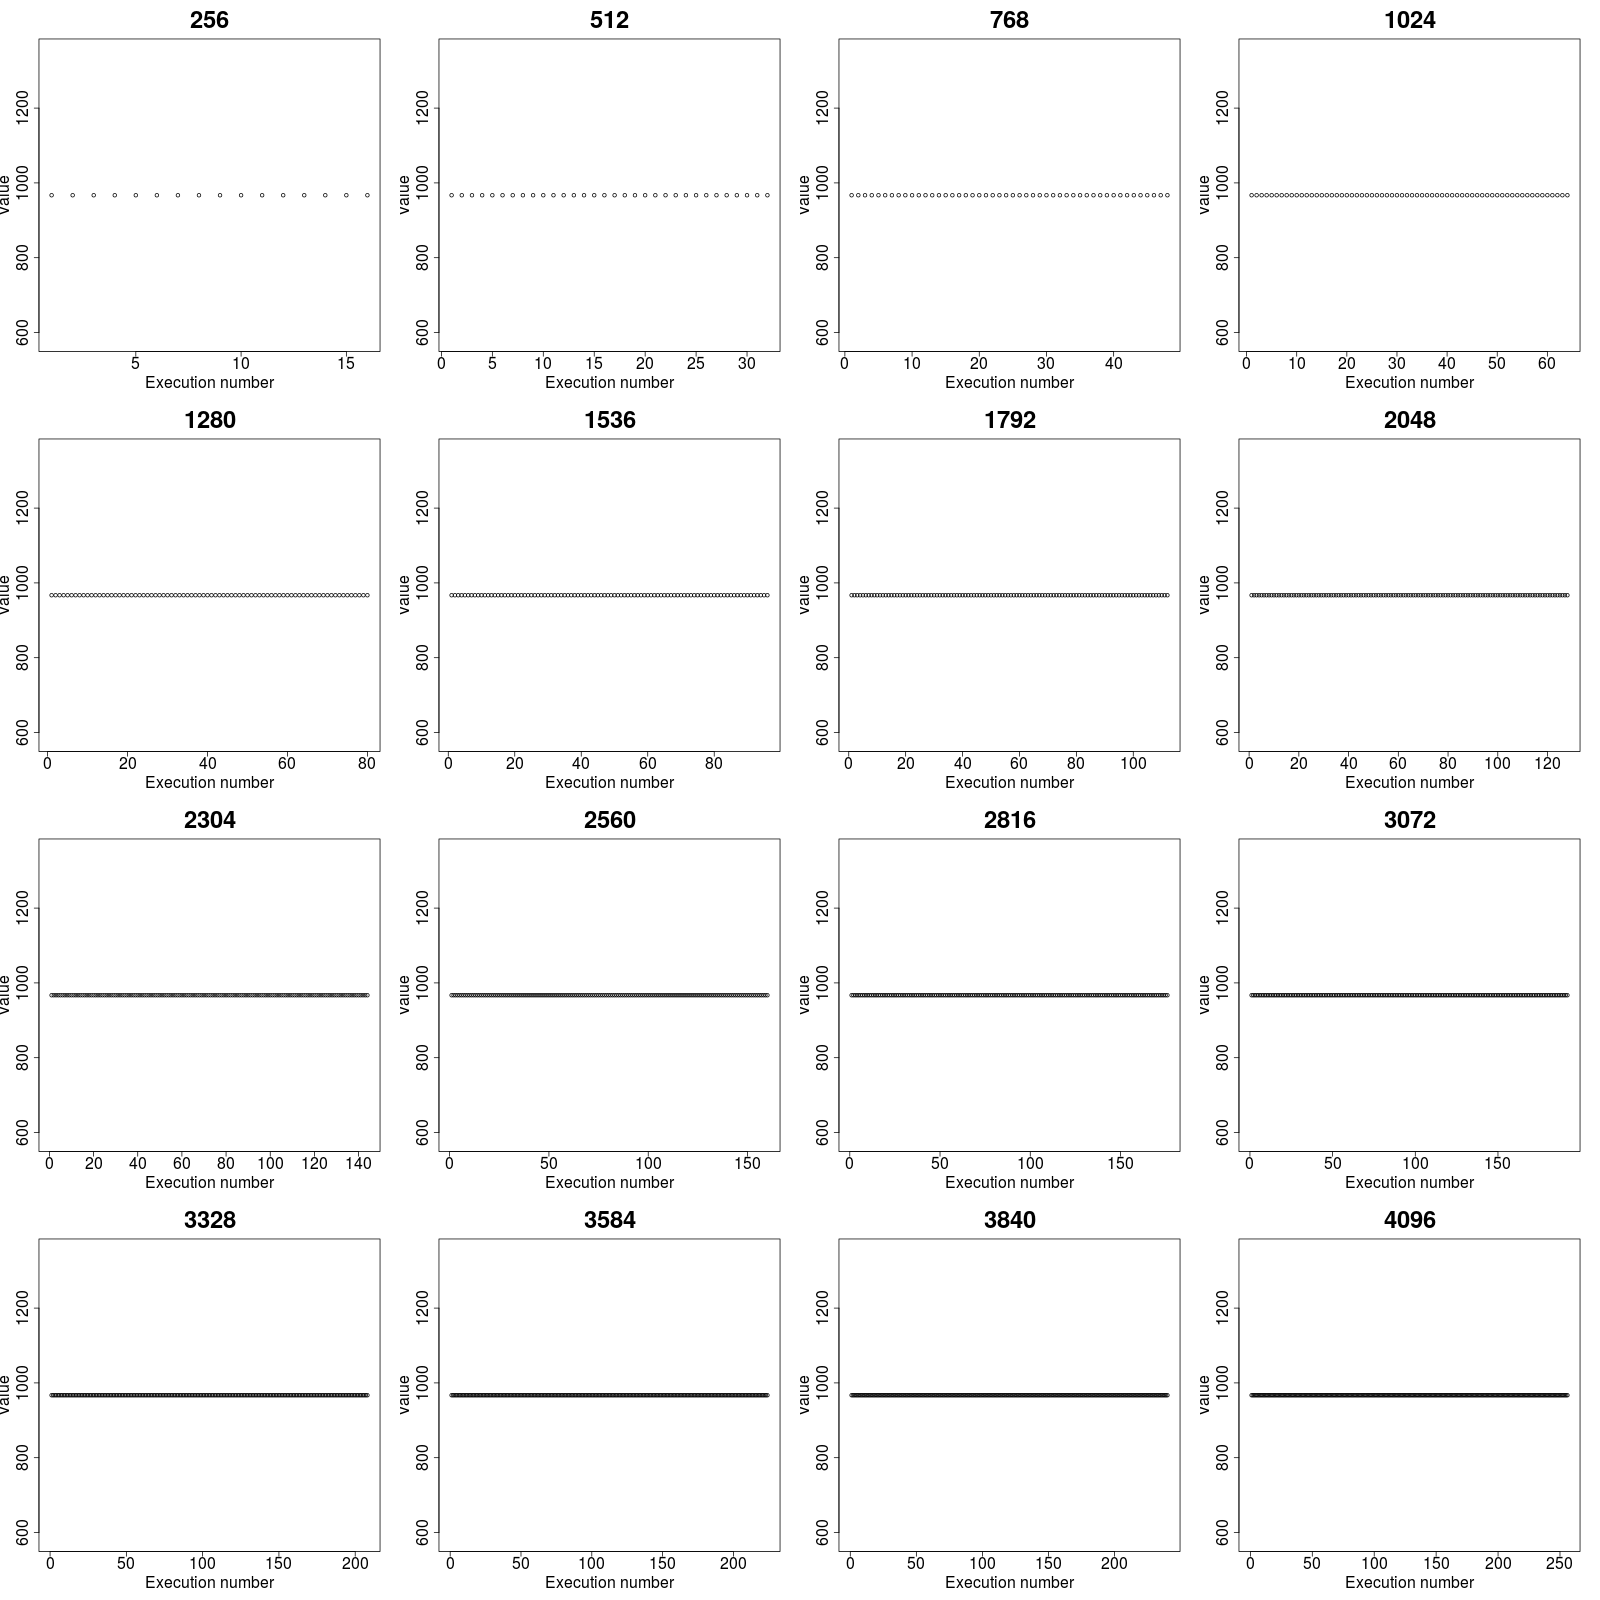 256 512 768 1024
value 600 800 1000 1200 value 600 800 1000 1200 value 600 800 1000 1200 value 600 800 1000 1200
5 10 15 0 5 10 15 20 25 30 0 10 20 30 40 0 10 20 30 40 50 60
Execution number Execution number Execution number Execution number
1280 1536 1792 2048
value 600 800 1000 1200 value 600 800 1000 1200 value 600 800 1000 1200 value 600 800 1000 1200
0 20 40 60 80 0 20 40 60 80 0 20 40 60 80 100 0 20 40 60 80 100 120
Execution number Execution number Execution number Execution number
2304 2560 2816 3072
value 600 800 1000 1200 value 600 800 1000 1200 value 600 800 1000 1200 value 600 800 1000 1200
0 20 40 60 80 100 120 140 0 50 100 150 0 50 100 150 0 50 100 150
Execution number Execution number Execution number Execution number
3328 3584 3840 4096
value 600 800 1000 1200 value 600 800 1000 1200 value 600 800 1000 1200 value 600 800 1000 1200
0 50 100 150 200 0 50 100 150 200 0 50 100 150 200 0 50 100 150 200 250
Execution number Execution number Execution number Execution number